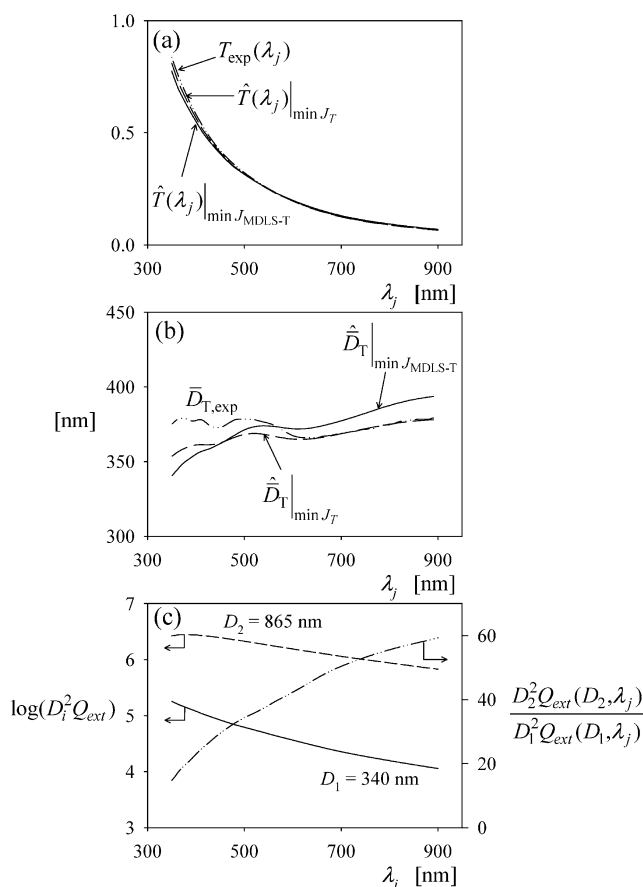 (a)
1.0
0.5
1.0
T_exp(λ_j)
T̂(λ_j)|_min J_T
T̂(λ_j)|_min J_MDLS-T
300 500 700 900
λ_j [nm]
(b)
450
400
[nm]
350
300
D̄_T,exp
D̄̂_T|_min J_MDLS-T
D̄̂_T|_min J_T
300 500 700 900
λ_j [nm]
(c)
7
6
5
4
3
log(D_i^2 Q_ext)
D_2 = 865 nm
D_1 = 340 nm
60
40
20
0
D_2^2 Q_ext(D_2,λ_j)
D_1^2 Q_ext(D_1,λ_j)
300 500 700 900
λ_j [nm]